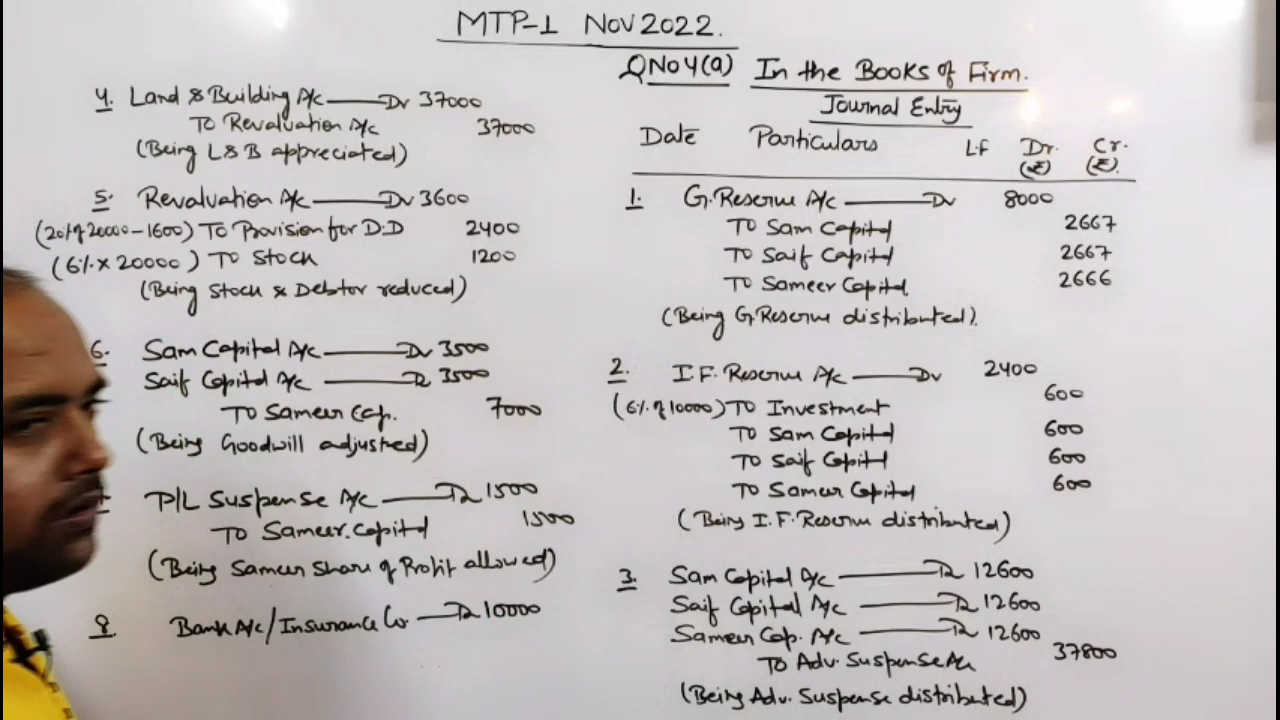 MTP-1 NOV 2022.
QNO 4(a) In the Books of Firm.
Journal Entry
Date Particulars L.f Dr. (₹) Cr. (₹)
1. G. Reserve A/c Dr 8000
To Sam Capital 2667
To Saif Capital 2667
To Sameer Capital 2666
(Being G Reserve distributed).
2. I.F. Reserve A/c Dr 2400
(6% of 10000) To Investment 600
To Sam Capital 600
To Saif Capital 600
To Sameer Capital 600
(Being I.F. Reserve distributed)
3. Sam Capital A/c Dr 12600
Saif Capital A/c Dr 12600
Sameer Cap. A/c Dr 12600
To Adv. Suspense A/c 37800
(Being Adv. Suspense distributed)
4. Land & Building A/c Dr 37000
To Revaluation A/c 37000
(Being L & B appreciated)
5. Revaluation A/c Dr 3600
(20% of 20000 - 1600) To Provision for D.D 2400
(6% x 20000) To Stock 1200
(Being Stock & Debtor reduced)
6. Sam Capital A/c Dr 3500
Saif Capital A/c Dr 3500
To Sameer Cap. 7000
(Being Goodwill adjusted)
P/L Suspense A/c Dr 1500
To Sameer. Capital 1500
(Being Sameer Share of Profit allowed)
8. Bank A/c / Insurance Co Dr 10000